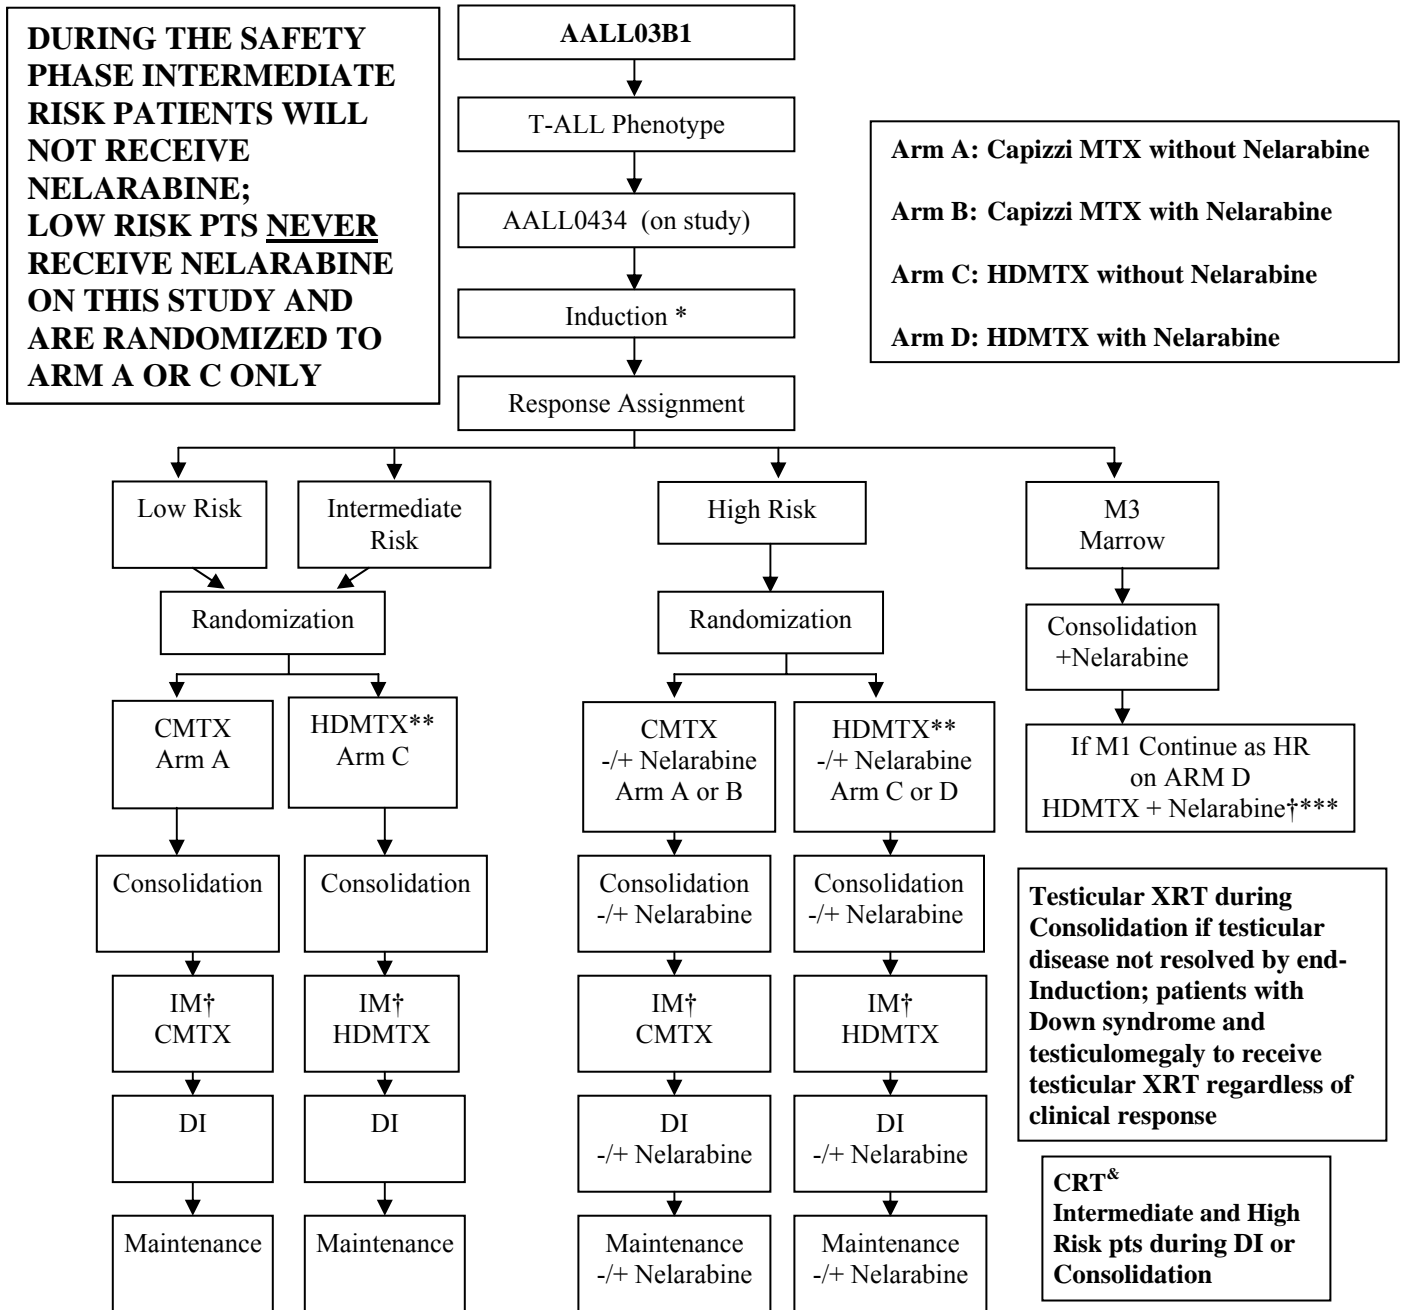 DURING THE SAFETY
PHASE INTERMEDIATE
RISK PATIENTS WILL
NOT RECEIVE
NELARABINE;
LOW RISK PTS NEVER
RECEIVE NELARABINE
ON THIS STUDY AND
ARE RANDOMIZED TO
ARM A OR C ONLY
AALL03B1
T-ALL Phenotype
AALL0434 (on study)
Induction *
Response Assignment
Arm A: Capizzi MTX without Nelarabine
Arm B: Capizzi MTX with Nelarabine
Arm C: HDMTX without Nelarabine
Arm D: HDMTX with Nelarabine
Low Risk
Intermediate
Risk
High Risk
M3
Marrow
Randomization
Randomization
Consolidation
+Nelarabine
CMTX
Arm A
HDMTX**
Arm C
CMTX
-/+ Nelarabine
Arm A or B
HDMTX**
-/+ Nelarabine
Arm C or D
If M1 Continue as HR
on ARM D
HDMTX + Nelarabine†***
Consolidation
Consolidation
Consolidation
-/+ Nelarabine
Consolidation
-/+ Nelarabine
IM†
CMTX
IM†
HDMTX
IM†
CMTX
IM†
HDMTX
DI
DI
DI
-/+ Nelarabine
DI
-/+ Nelarabine
Maintenance
Maintenance
Maintenance
-/+ Nelarabine
Maintenance
-/+ Nelarabine
Testicular XRT during
Consolidation if testicular
disease not resolved by end-
Induction; patients with
Down syndrome and
testiculomegaly to receive
testicular XRT regardless of
clinical response
CRT&
Intermediate and High
Risk pts during DI or
Consolidation